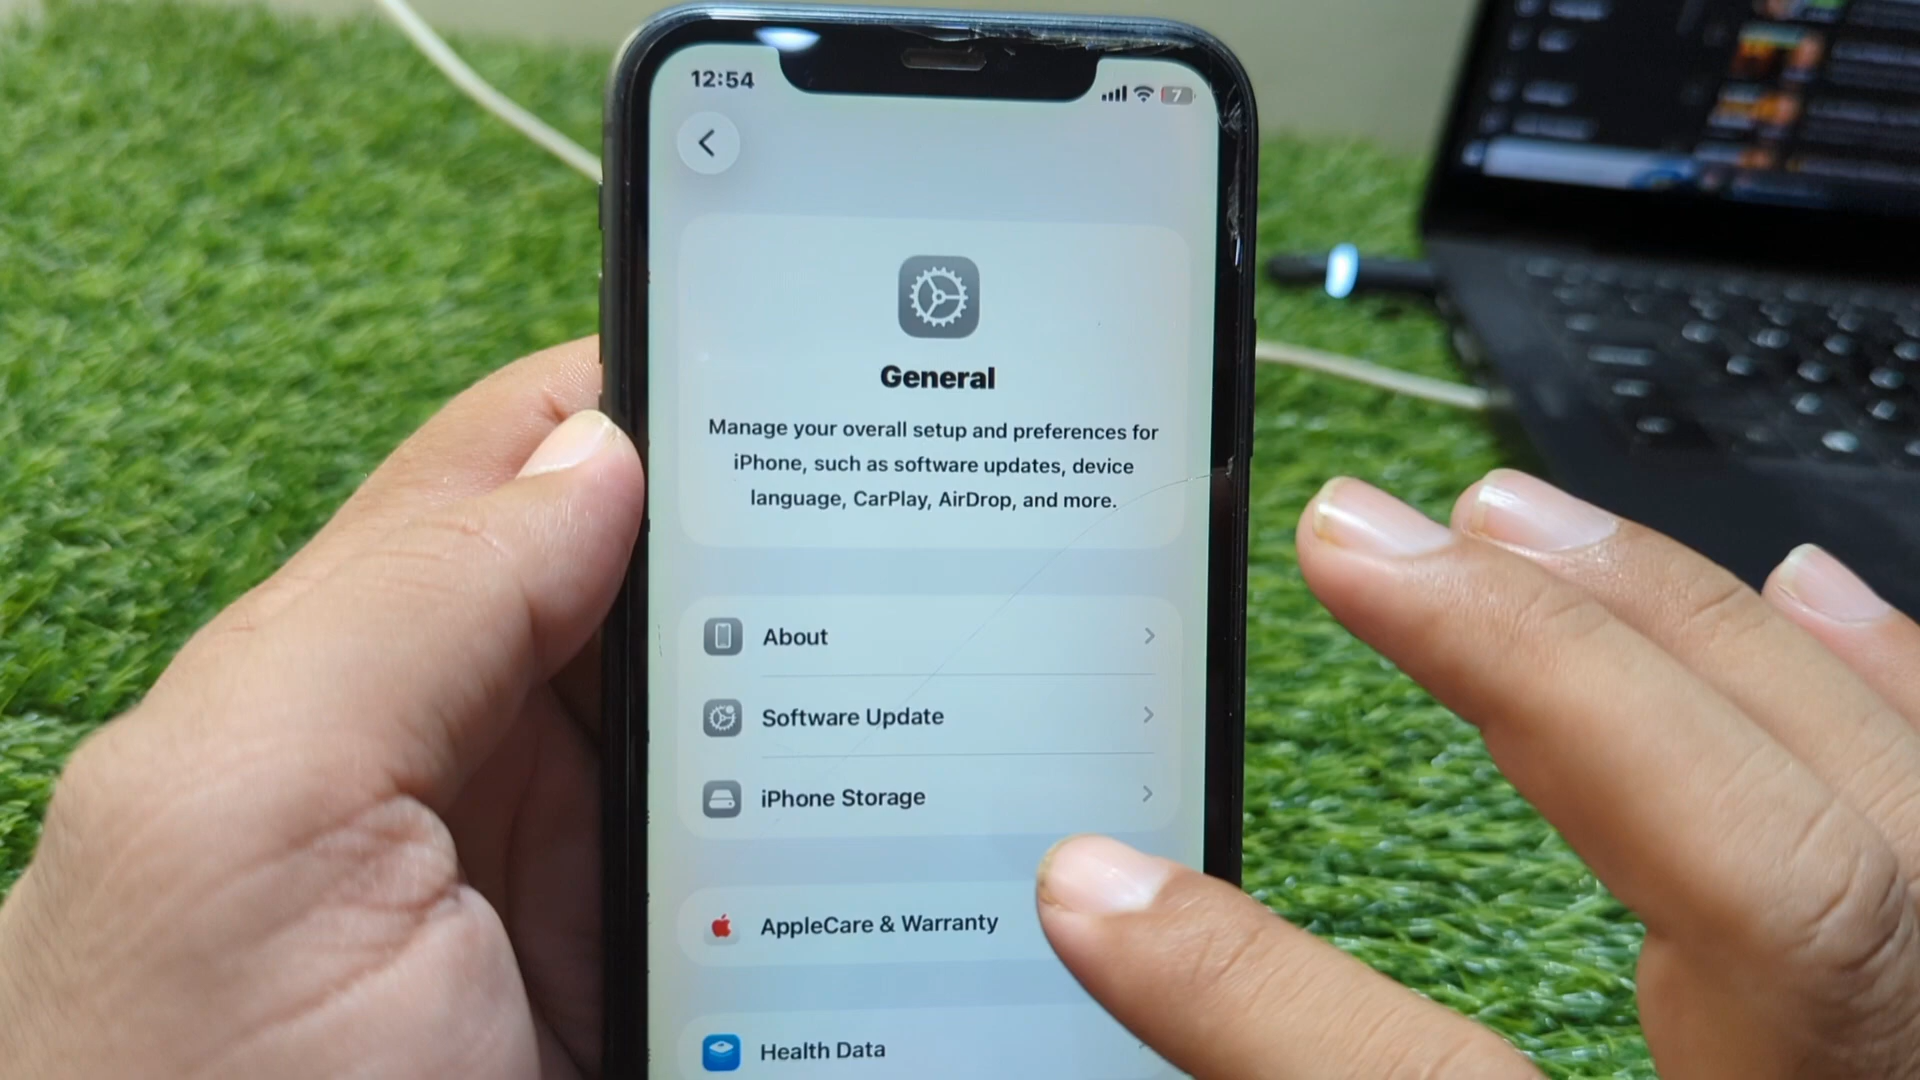 12:54
7
General
Manage your overall setup and preferences for
iPhone, such as software updates, device
language, CarPlay, AirDrop, and more.
About
Software Update
iPhone Storage
AppleCare & Warranty
Health Data